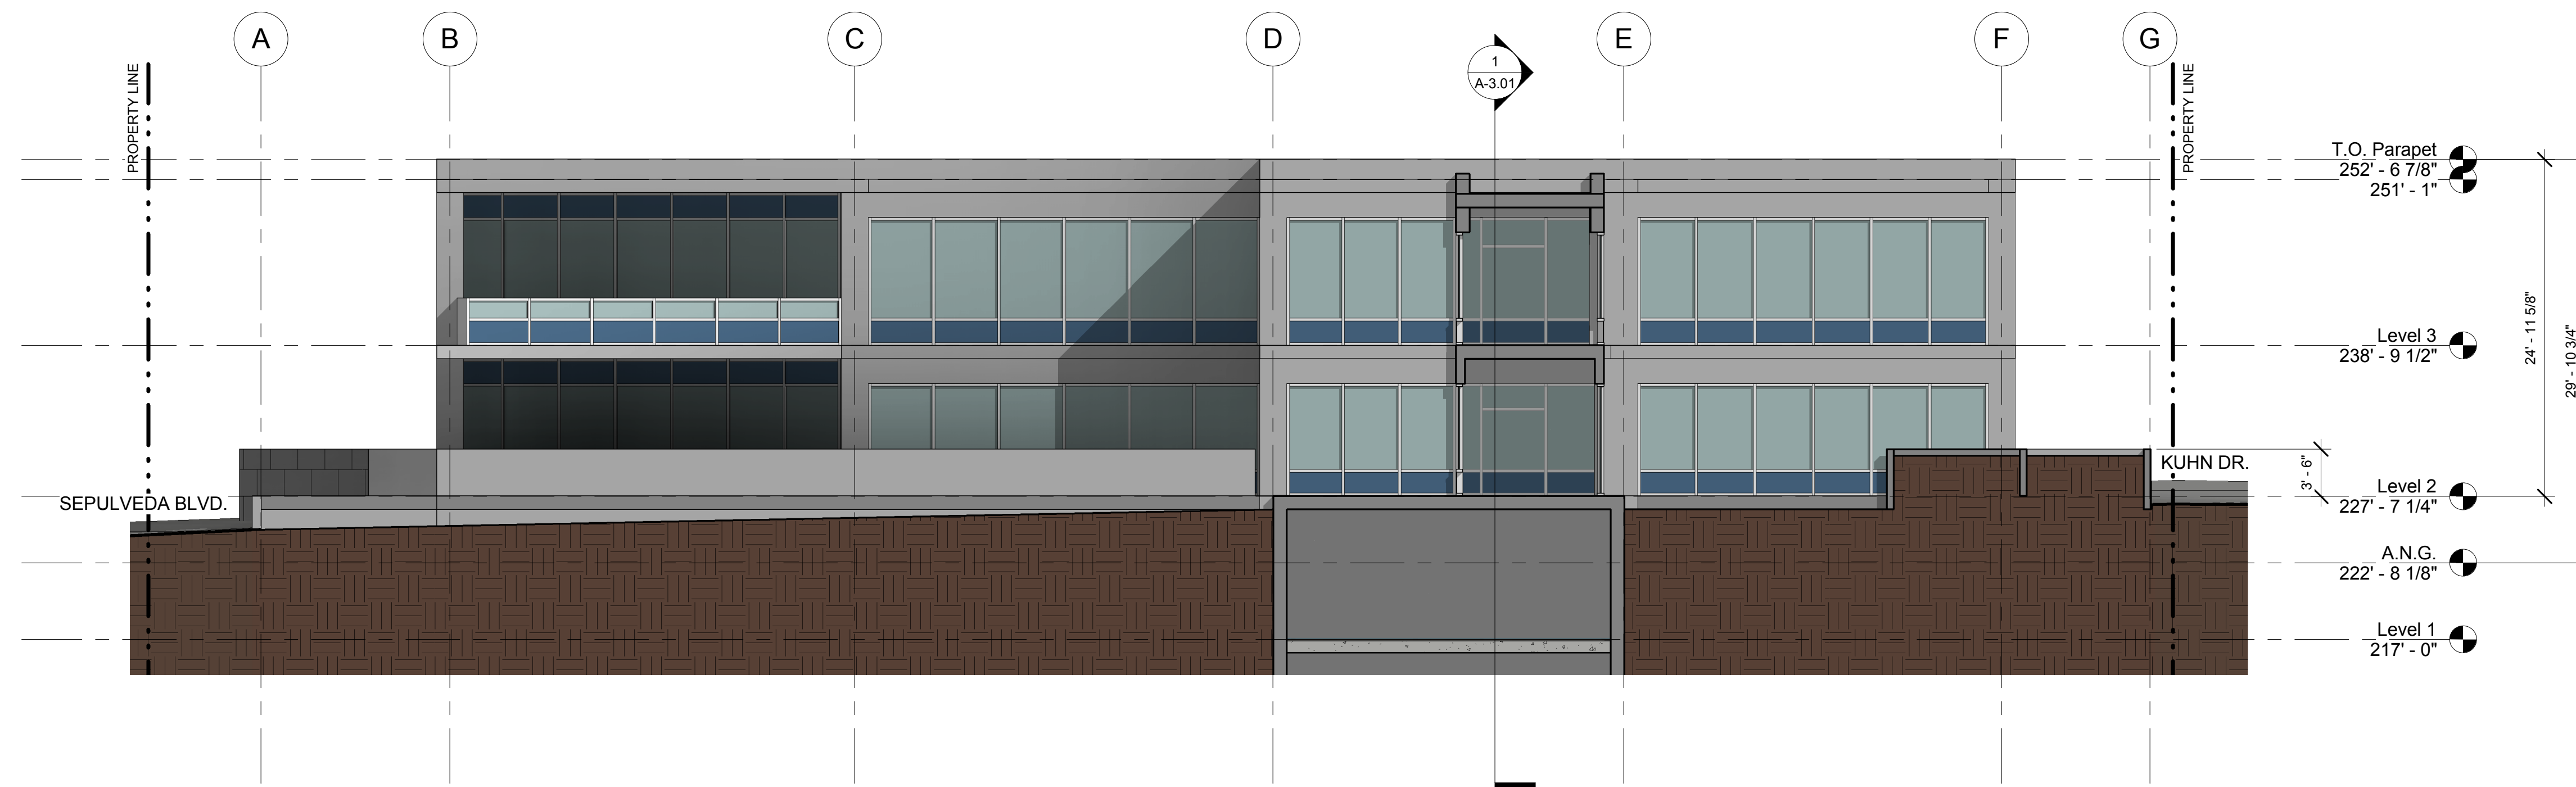 A
B
C
D
E
F
G
1
A-3.01
PROPERTY LINE
PROPERTY LINE
T.O. Parapet
252' - 6 7/8"
251' - 1"
Level 3
238' - 9 1/2"
24' - 11 5/8"
29' - 10 3/4"
SEPULVEDA BLVD.
KUHN DR.
3' - 6"
Level 2
227' - 7 1/4"
A.N.G.
222' - 8 1/8"
Level 1
217' - 0"